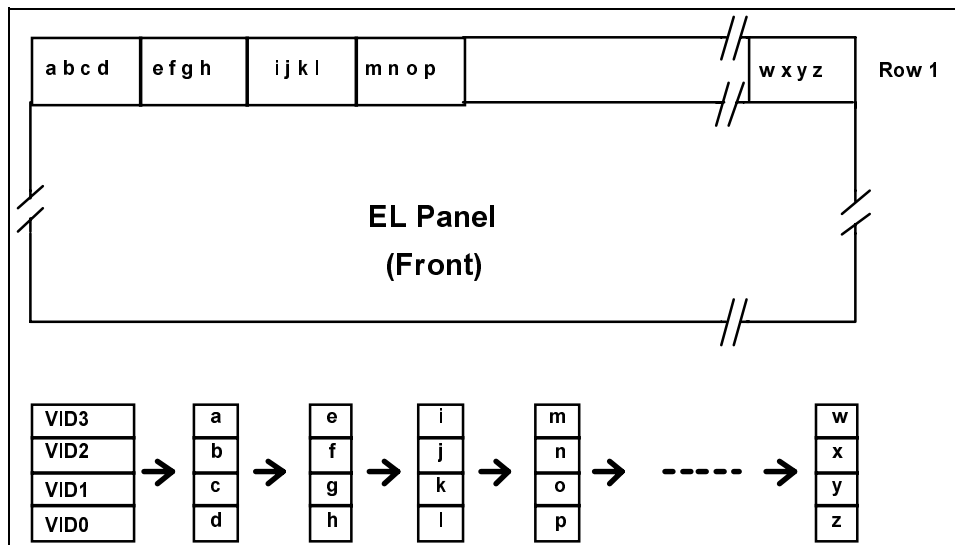 a b c d e f g h i j k l m n o p w x y z Row 1
EL Panel
(Front)
VID3 a e i m w
VID2 b f j n x
VID1 c g k o y
VID0 d h l p z